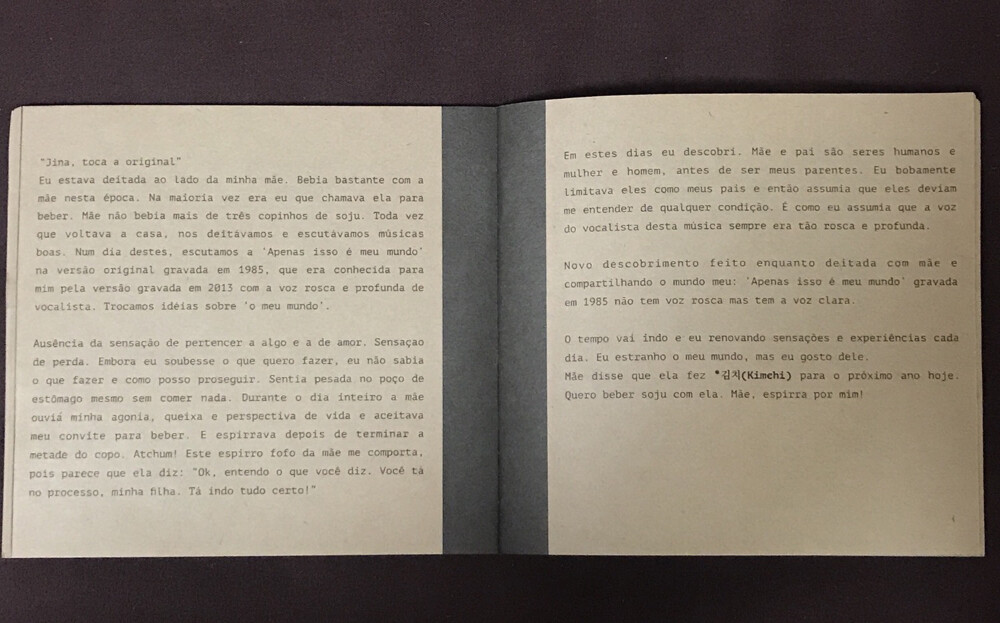 "Jina, toca a original"
Eu estava deitada ao lado da minha mãe. Bebia bastante com a
mãe nesta época. Na maioria vez era eu que chamava ela para
beber. Mãe não bebia mais de três copinhos de soju. Toda vez
que voltava a casa, nos deitávamos e escutávamos músicas
boas. Num dia destes, escutamos a 'Apenas isso é meu mundo'
na versão original gravada em 1985, que era conhecida para
mim pela versão gravada em 2013 com a voz rosca e profunda de
vocalista. Trocamos idéias sobre 'o meu mundo'.
Ausência da sensação de pertencer a algo e a de amor. Sensaçao
de perda. Embora eu soubesse o que quero fazer, eu não sabia
o que fazer e como posso proseguir. Sentia pesada no poço de
estômago mesmo sem comer nada. Durante o dia inteiro a mãe
ouvia minha agonia, queixa e perspectiva de vida e aceitava
meu convite para beber. E espirrava depois de terminar a
metade do copo. Atchum! Este espirro fofo da mãe me comporta,
pois parece que ela diz: "Ok, entendo o que você diz. Você tà
no processo, minha filha. Tà indo tudo certo!"
Em estes dias eu descobri. Mãe e pai são seres humanos e
mulher e homem, antes de ser meus parentes. Eu bobamente
limitava eles como meus pais e então assumia que eles deviam
me entender de qualquer condição. É como eu assumia que a voz
do vocalista desta música sempre era tão rosca e profunda.
Novo descobrimento feito enquanto deitada com mãe e
compartilhando o mundo meu: 'Apenas isso é meu mundo' gravada
em 1985 não tem voz rosca mas tem a voz clara.
O tempo vai indo e eu renovando sensações e experiências cada
dia. Eu estranho o meu mundo, mas eu gosto dele.
Mãe disse que ela fez *김치(Kimchi) para o próximo ano hoje.
Quero beber soju com ela. Mãe, espirra por mim!